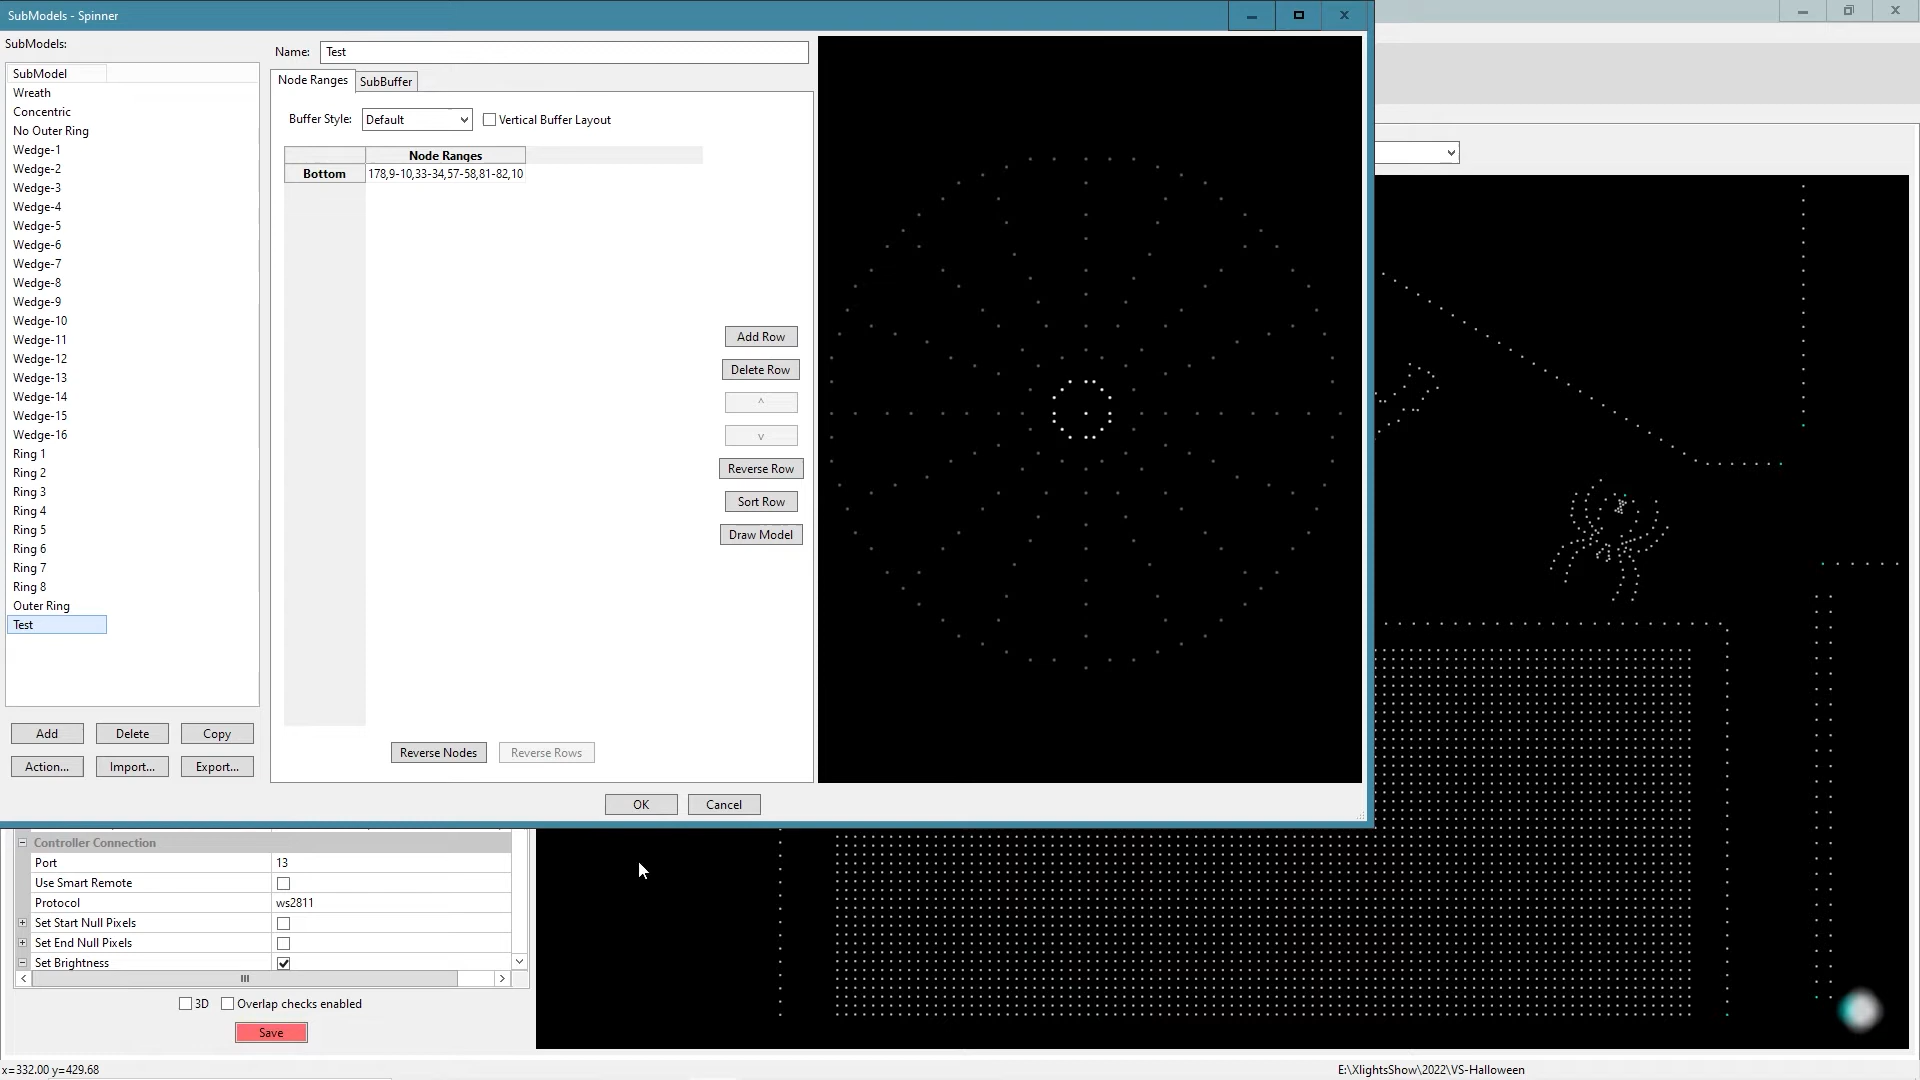 SubModels - Spinner
SubModels:
SubModel
Wreath
Concentric
No Outer Ring
Wedge-1
Wedge-2
Wedge-3
Wedge-4
Wedge-5
Wedge-6
Wedge-7
Wedge-8
Wedge-9
Wedge-10
Wedge-11
Wedge-12
Wedge-13
Wedge-14
Wedge-15
Wedge-16
Ring 1
Ring 2
Ring 3
Ring 4
Ring 5
Ring 6
Ring 7
Ring 8
Outer Ring
Test
Add Delete Copy
Action... Import... Export...
Name: Test
Node Ranges SubBuffer
Buffer Style: Default Vertical Buffer Layout
Node Ranges
Bottom 178,9-10,33-34,57-58,81-82,10
Add Row
Delete Row
^
v
Reverse Row
Sort Row
Draw Model
Reverse Nodes Reverse Rows
OK Cancel
Controller Connection
Port 13
Use Smart Remote
Protocol ws2811
Set Start Null Pixels
Set End Null Pixels
Set Brightness
3D Overlap checks enabled
Save
x=332.00 y=429.68 E:\XlightsShow\2022\VS-Halloween